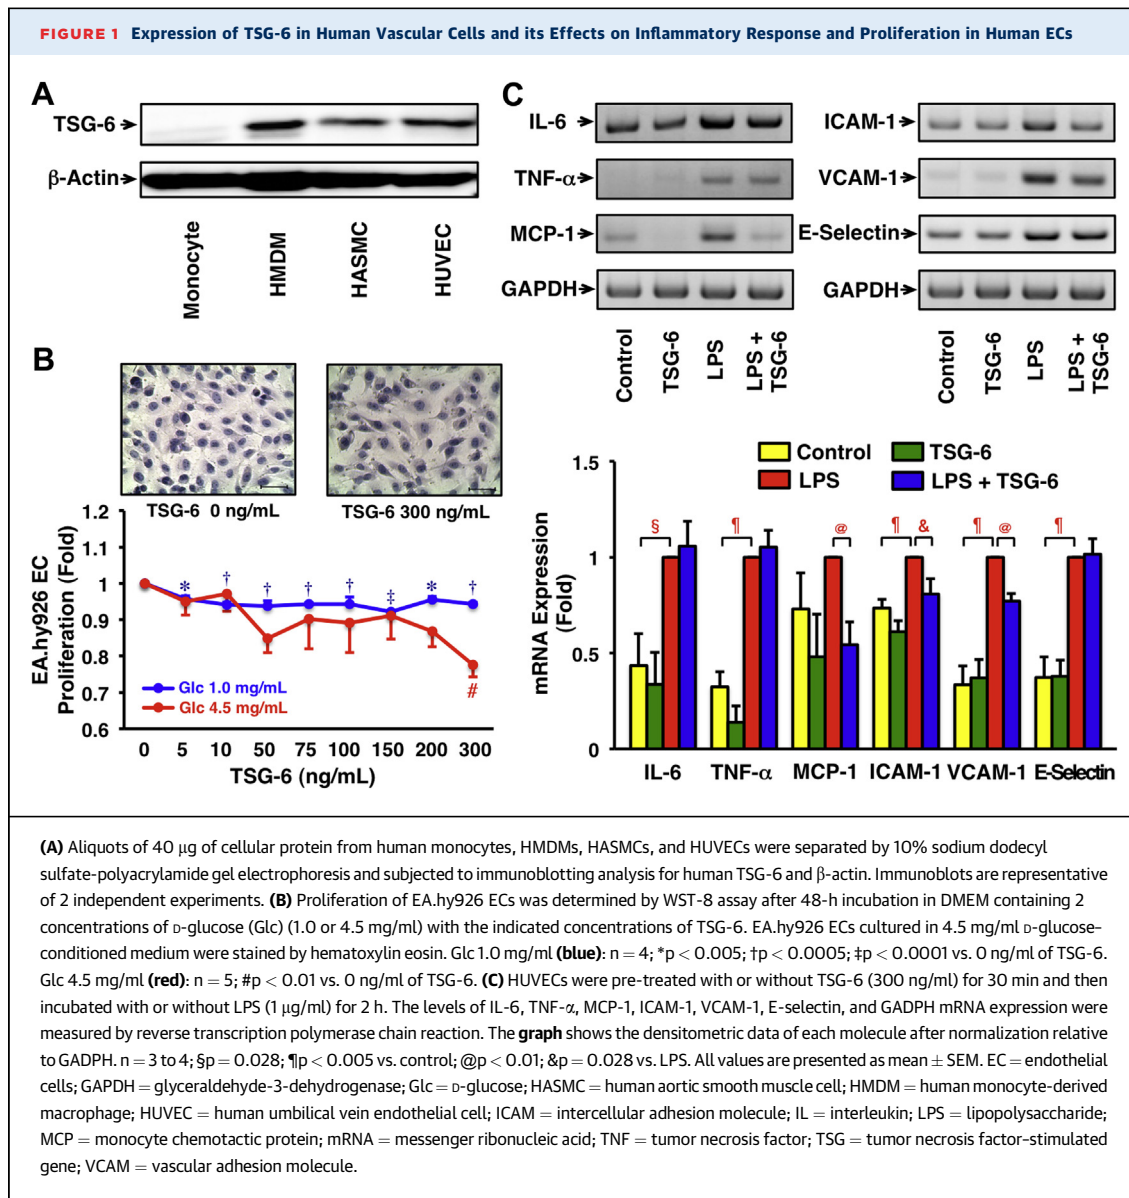 FIGURE 1 Expression of TSG-6 in Human Vascular Cells and its Effects on Inflammatory Response and Proliferation in Human ECs
A
TSG-6
β-Actin
Monocyte
HMDM
HASMC
HUVEC
B
TSG-6 0 ng/mL
TSG-6 300 ng/mL
EA.hy926 EC
Proliferation (Fold)
1.2
1.1
1
0.9
0.8
0.7
0.6
* † † † † ‡ * †
#
Glc 1.0 mg/mL
Glc 4.5 mg/mL
0 5 10 50 75 100 150 200 300
TSG-6 (ng/mL)
C
IL-6
TNF-α
MCP-1
GAPDH
Control
TSG-6
LPS
LPS +
TSG-6
ICAM-1
VCAM-1
E-Selectin
GAPDH
Control
TSG-6
LPS
LPS +
TSG-6
Control
TSG-6
LPS
LPS + TSG-6
mRNA Expression
(Fold)
1.5
1
0.5
0
§ ¶ @ ¶ & ¶ @ ¶
IL-6 TNF-α MCP-1 ICAM-1 VCAM-1 E-Selectin
(A) Aliquots of 40 μg of cellular protein from human monocytes, HMDMs, HASMCs, and HUVECs were separated by 10% sodium dodecyl
sulfate-polyacrylamide gel electrophoresis and subjected to immunoblotting analysis for human TSG-6 and β-actin. Immunoblots are representative
of 2 independent experiments. (B) Proliferation of EA.hy926 ECs was determined by WST-8 assay after 48-h incubation in DMEM containing 2
concentrations of D-glucose (Glc) (1.0 or 4.5 mg/ml) with the indicated concentrations of TSG-6. EA.hy926 ECs cultured in 4.5 mg/ml D-glucose–
conditioned medium were stained by hematoxylin eosin. Glc 1.0 mg/ml (blue): n = 4; *p < 0.005; †p < 0.0005; ‡p < 0.0001 vs. 0 ng/ml of TSG-6.
Glc 4.5 mg/ml (red): n = 5; #p < 0.01 vs. 0 ng/ml of TSG-6. (C) HUVECs were pre-treated with or without TSG-6 (300 ng/ml) for 30 min and then
incubated with or without LPS (1 μg/ml) for 2 h. The levels of IL-6, TNF-α, MCP-1, ICAM-1, VCAM-1, E-selectin, and GADPH mRNA expression were
measured by reverse transcription polymerase chain reaction. The graph shows the densitometric data of each molecule after normalization relative
to GADPH. n = 3 to 4; §p = 0.028; ¶p < 0.005 vs. control; @p < 0.01; &p = 0.028 vs. LPS. All values are presented as mean ± SEM. EC = endothelial
cells; GAPDH = glyceraldehyde-3-dehydrogenase; Glc = D-glucose; HASMC = human aortic smooth muscle cell; HMDM = human monocyte-derived
macrophage; HUVEC = human umbilical vein endothelial cell; ICAM = intercellular adhesion molecule; IL = interleukin; LPS = lipopolysaccharide;
MCP = monocyte chemotactic protein; mRNA = messenger ribonucleic acid; TNF = tumor necrosis factor; TSG = tumor necrosis factor–stimulated
gene; VCAM = vascular adhesion molecule.